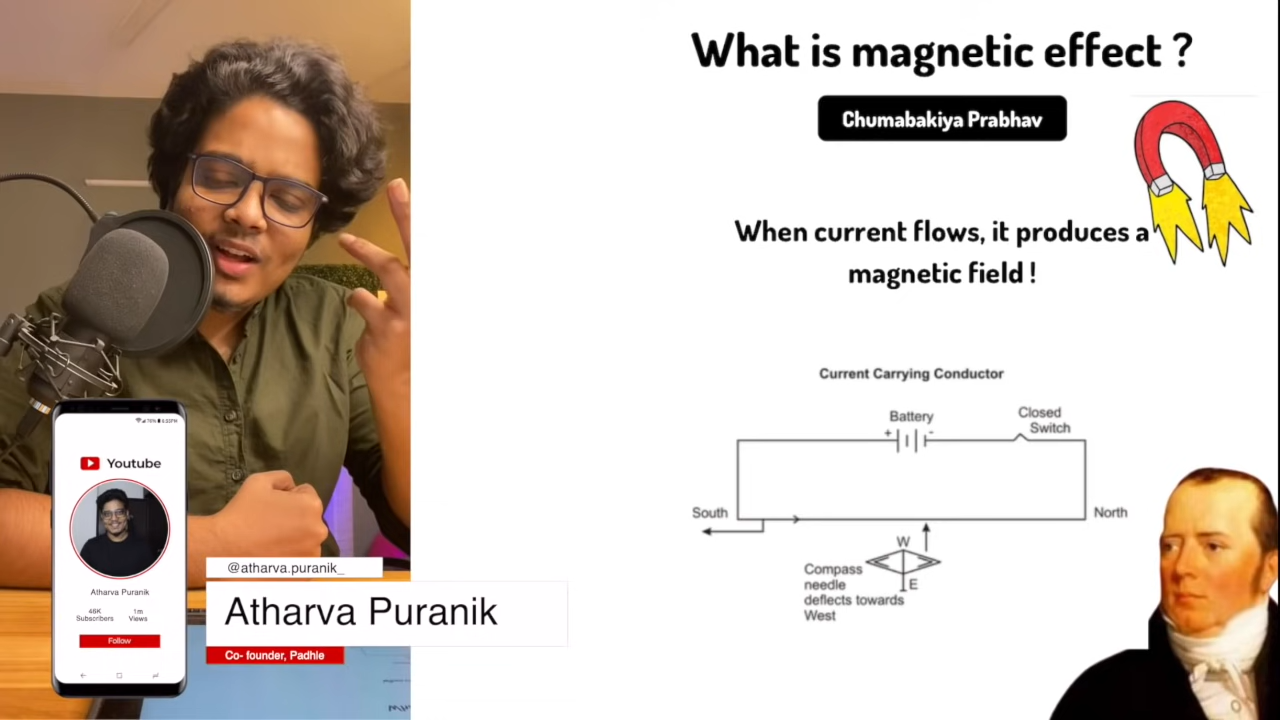 What is magnetic effect ?
Chumabakiya Prabhav
When current flows, it produces a
magnetic field !
Current Carrying Conductor
Battery
+
-
Closed
Switch
South
North
W
E
Compass
needle
deflects towards
West
Youtube
Atharva Puranik
46K
Subscribers
1m
Views
Follow
@atharva.puranik_
Atharva Puranik
Co- founder, Padhle